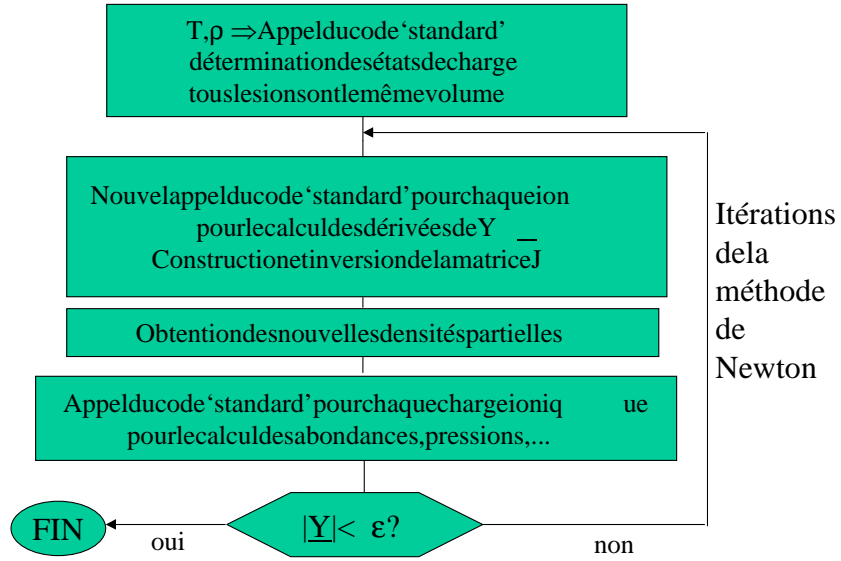 T,ρ ⇒Appelducode‘standard’
déterminationdesétatsdecharge
touslesionsontlemêmevolume
Nouvelappelducode‘standard’pourchaqueion
pourlecalculdesdérivéesdeY
ConstructionetinversiondelamatriceJ̅
Obtentiondesnouvellesdensitéspartielles
Appelducode‘standard’pourchaquechargeioniq ue
pourlecalculdesabondances,pressions,...
|Y|< ε?
FIN
oui
non
Itérations
dela
méthode
de
Newton